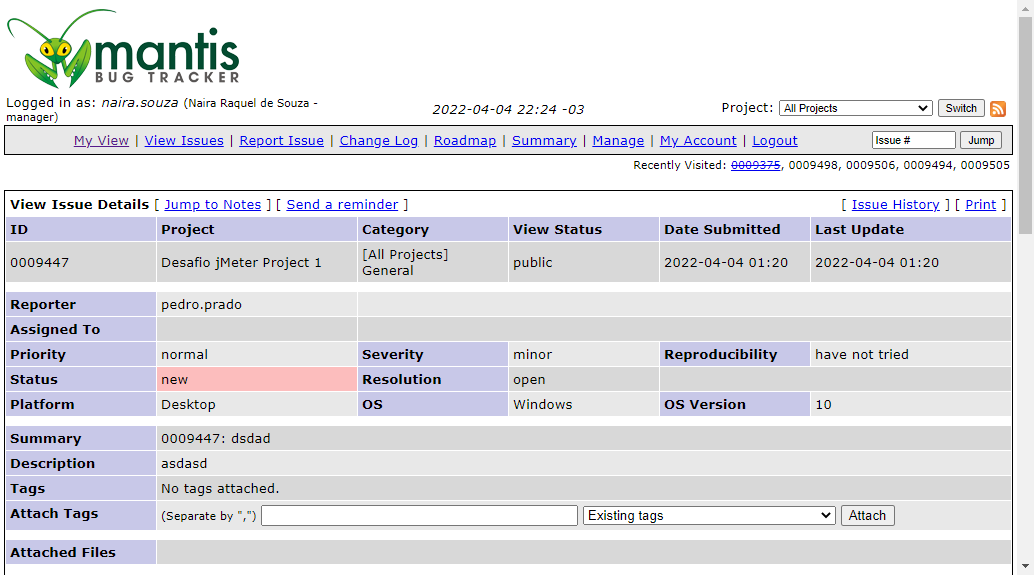 mantis
BUG TRACKER
Logged in as: naira.souza (Naira Raquel de Souza - manager)
2022-04-04 22:24 -03
Project: All Projects Switch
My View | View Issues | Report Issue | Change Log | Roadmap | Summary | Manage | My Account | Logout
Issue # Jump
Recently Visited: 0009375, 0009498, 0009506, 0009494, 0009505
View Issue Details [ Jump to Notes ] [ Send a reminder ] [ Issue History ] [ Print ]
ID Project Category View Status Date Submitted Last Update
0009447 Desafio jMeter Project 1 [All Projects] General public 2022-04-04 01:20 2022-04-04 01:20
Reporter pedro.prado
Assigned To
Priority normal Severity minor Reproducibility have not tried
Status new Resolution open
Platform Desktop OS Windows OS Version 10
Summary 0009447: dsdad
Description asdasd
Tags No tags attached.
Attach Tags (Separate by ",") Existing tags Attach
Attached Files